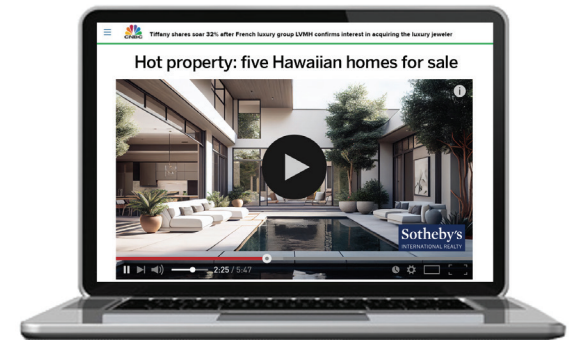 CNBC
Tiffany shares soar 32% after French luxury group LVMH confirms interest in acquiring the luxury jeweler
Hot property: five Hawaiian homes for sale
i
Sotheby's
INTERNATIONAL REALTY
2:25 / 5:47